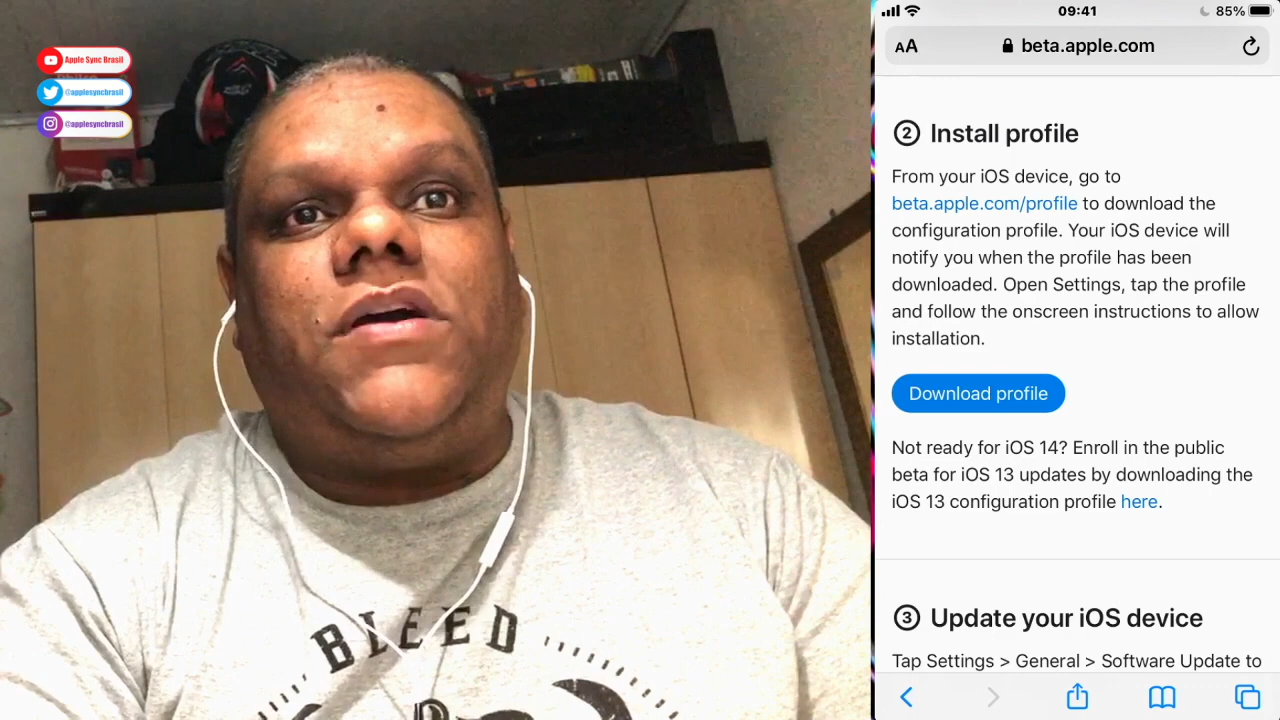 Apple Sync Brasil
@applesyncbrasil
@applesyncbrasil
BLEED
09:41
85%
AA
beta.apple.com
2 Install profile
From your iOS device, go to
beta.apple.com/profile to download the
configuration profile. Your iOS device will
notify you when the profile has been
downloaded. Open Settings, tap the profile
and follow the onscreen instructions to allow
installation.
Download profile
Not ready for iOS 14? Enroll in the public
beta for iOS 13 updates by downloading the
iOS 13 configuration profile here.
3 Update your iOS device
Tap Settings > General > Software Update to